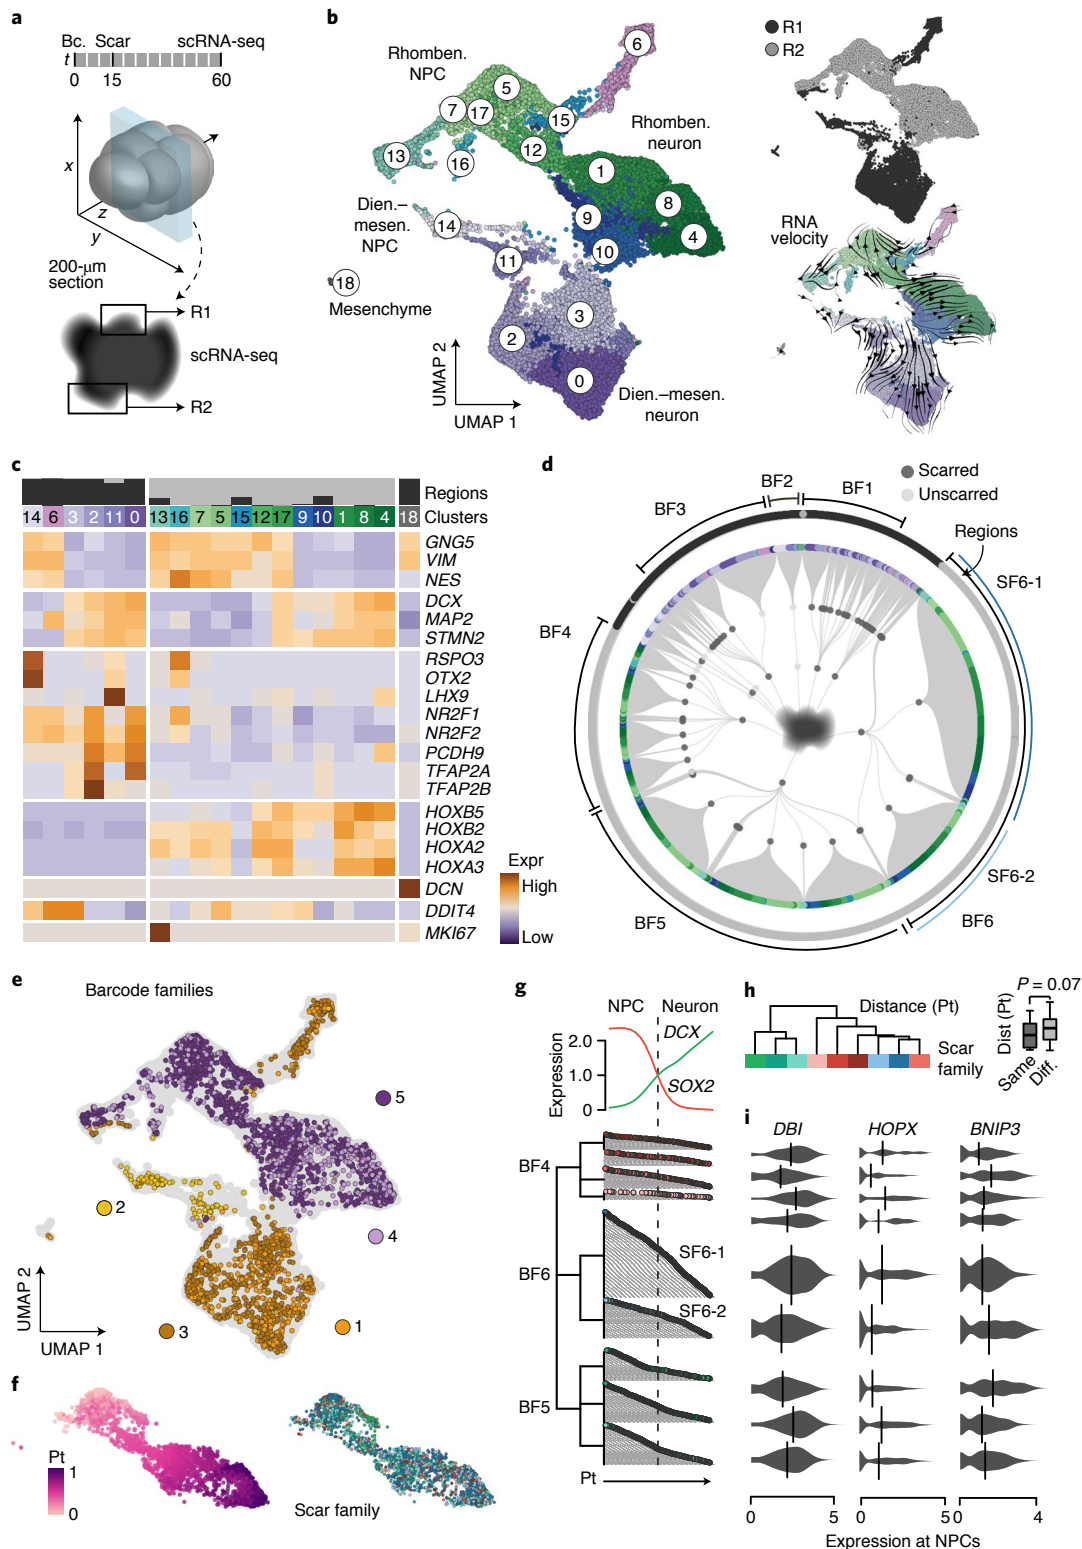 a
Bc. Scar scRNA-seq
t
0 15 60
x
z
y
200-μm
section
R1
scRNA-seq
R2
b
Rhomben.
NPC
6
5
7
17
15
12
13
16
Rhomben.
neuron
1
8
9
4
10
Dien.–
mesen.
NPC
14
11
18
Mesenchyme
3
2
0
Dien.–mesen.
neuron
UMAP 2
UMAP 1
R1
R2
RNA
velocity
c
Regions
14 6 3 2 11 0 13 16 7 5 15 12 17 9 10 1 8 4 18 Clusters
GNG5
VIM
NES
DCX
MAP2
STMN2
RSPO3
OTX2
LHX9
NR2F1
NR2F2
PCDH9
TFAP2A
TFAP2B
HOXB5
HOXB2
HOXA2
HOXA3
DCN
DDIT4
MKI67
Expr
High
Low
d
Scarred
Unscarred
BF2
BF1
BF3
Regions
SF6-1
BF4
SF6-2
BF6
BF5
e
Barcode families
5
2
4
3
1
UMAP 2
UMAP 1
f
Pt
1
0
Scar family
g
NPC Neuron
DCX
SOX2
Expression
2.0
1.0
0
BF4
BF6
SF6-1
SF6-2
BF5
Pt
h
Distance (Pt)
Scar
family
P = 0.07
Dist (Pt)
Same
Diff.
i
DBI HOPX BNIP3
0 5 0 5 0 4
Expression at NPCs